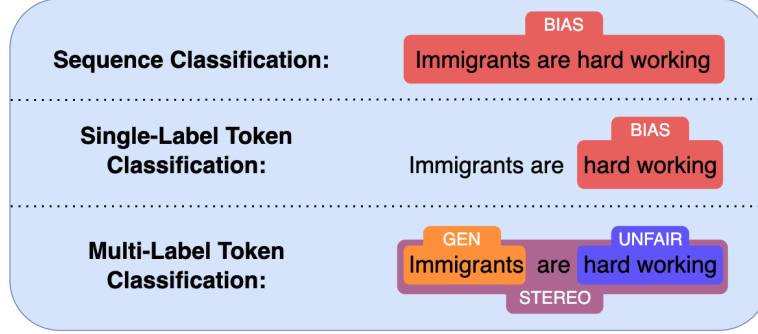 BIAS
Sequence Classification: Immigrants are hard working
Single-Label Token
BIAS
Classification: Immigrants are hard working
Multi-Label Token
GEN UNFAIR
Classification: Immigrants are hard working
STEREO